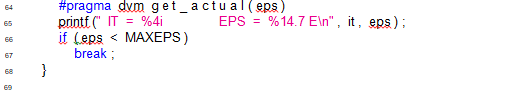 64 #pragma dvm get_actual(eps)
65 printf(" IT = %4i EPS = %14.7 E\n", it, eps);
66 if (eps < MAXEPS)
67 break;
68 }
69